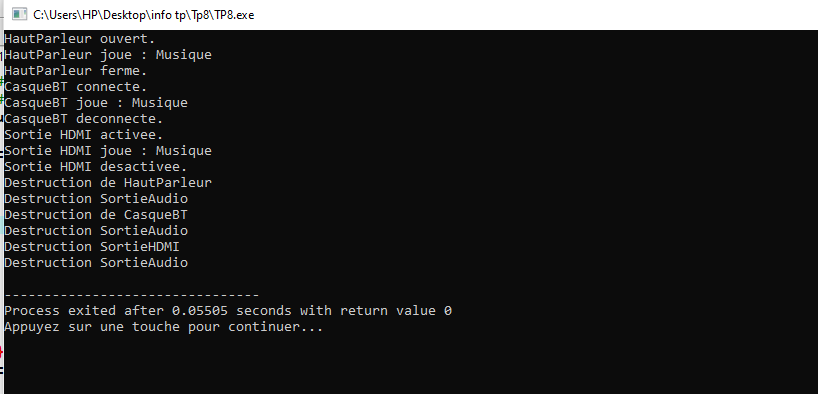 C:\Users\HP\Desktop\info tp\Tp8\TP8.exe
HautParleur ouvert.
HautParleur joue : Musique
HautParleur ferme.
CasqueBT connecte.
CasqueBT joue : Musique
CasqueBT deconnecte.
Sortie HDMI activee.
Sortie HDMI joue : Musique
Sortie HDMI desactivee.
Destruction de HautParleur
Destruction SortieAudio
Destruction de CasqueBT
Destruction SortieAudio
Destruction SortieHDMI
Destruction SortieAudio
--------------------------------
Process exited after 0.05505 seconds with return value 0
Appuyez sur une touche pour continuer...